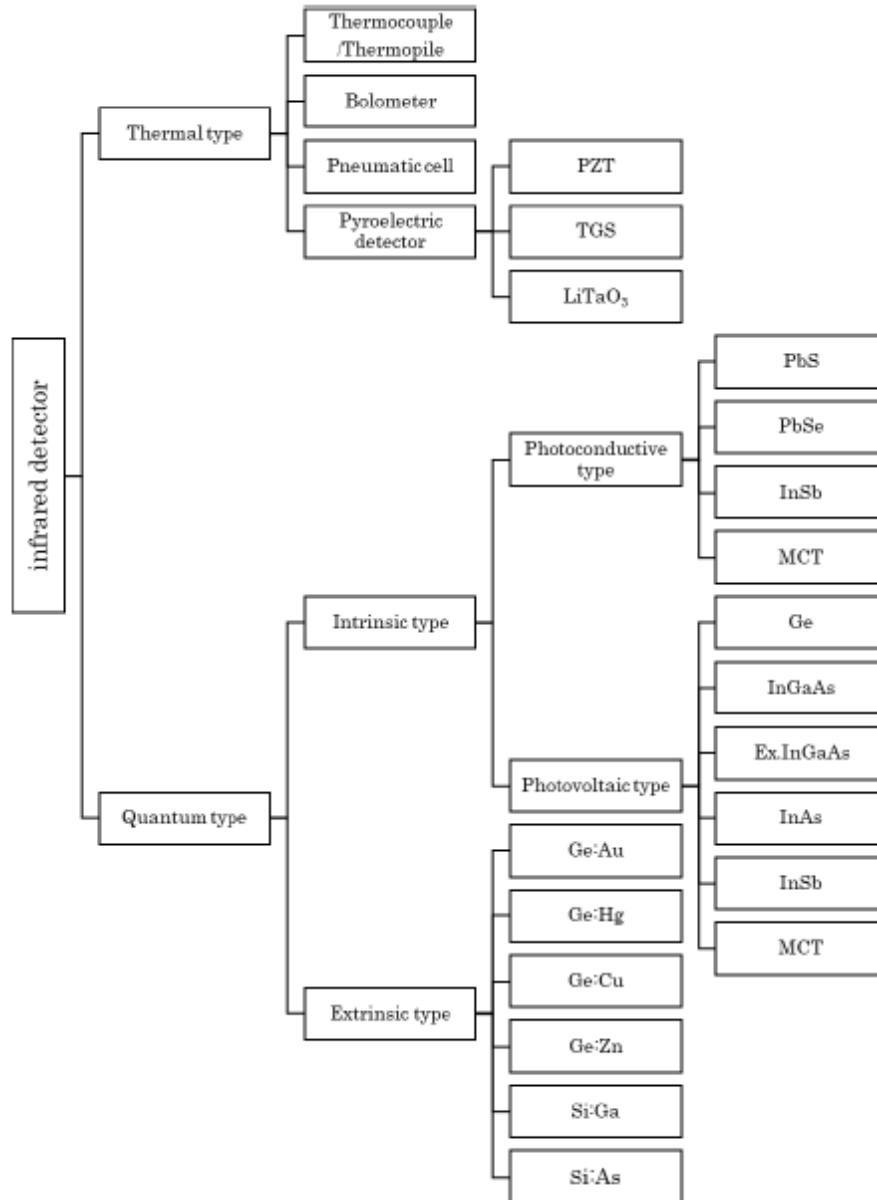 infrared detector
Thermal type
Thermocouple
/Thermopile
Bolometer
Pneumatic cell
Pyroelectric
detector
PZT
TGS
LiTaO₃
Quantum type
Intrinsic type
Photoconductive
type
PbS
PbSe
InSb
MCT
Photovoltaic type
Ge
InGaAs
Ex.InGaAs
InAs
InSb
MCT
Extrinsic type
Ge:Au
Ge:Hg
Ge:Cu
Ge:Zn
Si:Ga
Si:As